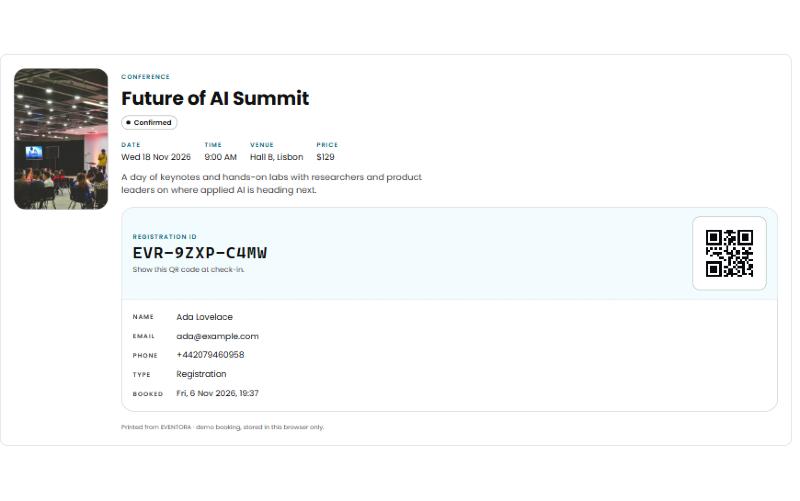 CONFERENCE
Future of AI Summit
Confirmed
DATE TIME VENUE PRICE
Wed 18 Nov 2026 9:00 AM Hall B, Lisbon $129
A day of keynotes and hands-on labs with researchers and product
leaders on where applied AI is heading next.
REGISTRATION ID
EVR-9ZXP-C4MW
Show this QR code at check-in.
NAME Ada Lovelace
EMAIL ada@example.com
PHONE +442079460958
TYPE Registration
BOOKED Fri, 6 Nov 2026, 19:37
Printed from EVENTORA · demo booking, stored in this browser only.